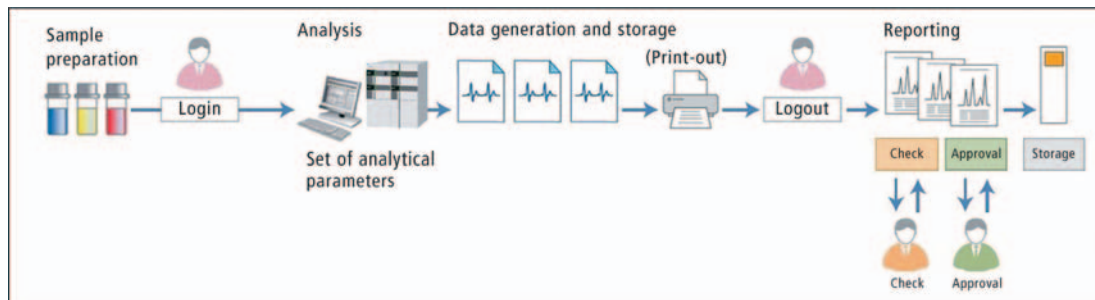 Sample
preparation
Login
Analysis
Set of analytical
parameters
Data generation and storage
(Print-out)
Logout
Reporting
Check
Approval
Storage
Check
Approval